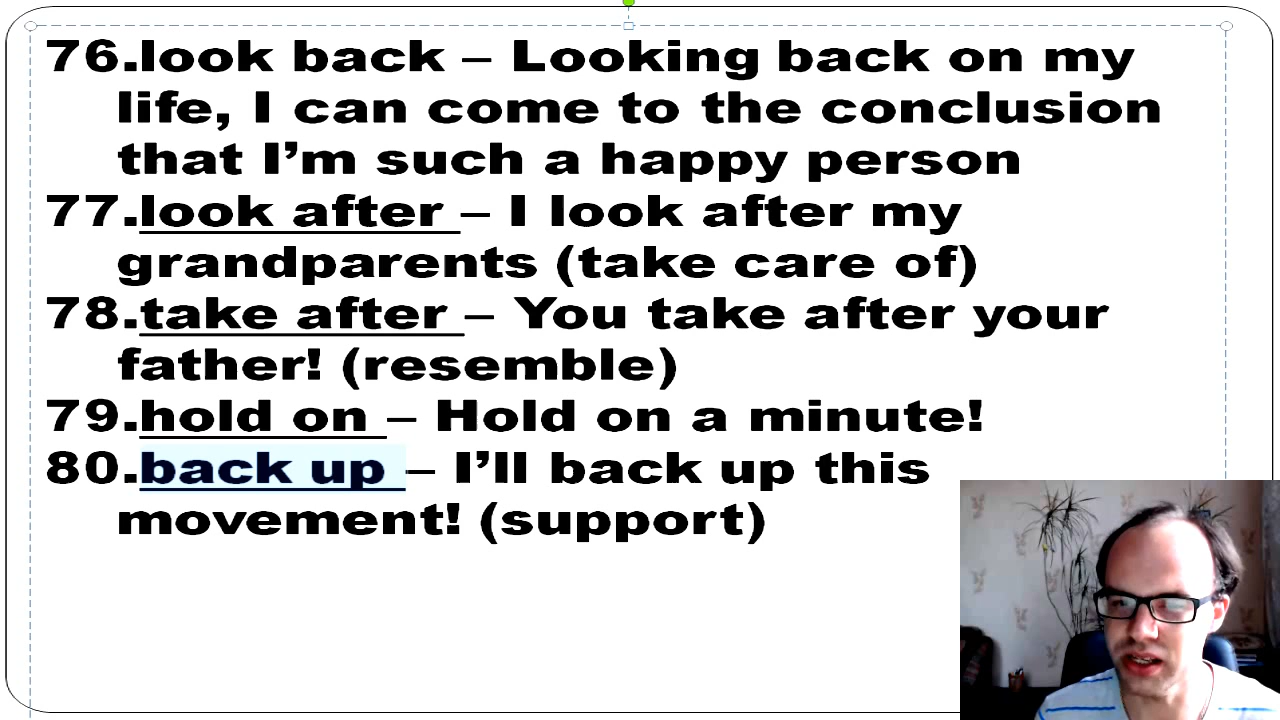 76.look back – Looking back on my
life, I can come to the conclusion
that I’m such a happy person
77.look after – I look after my
grandparents (take care of)
78.take after – You take after your
father! (resemble)
79.hold on – Hold on a minute!
80.back up – I’ll back up this
movement! (support)